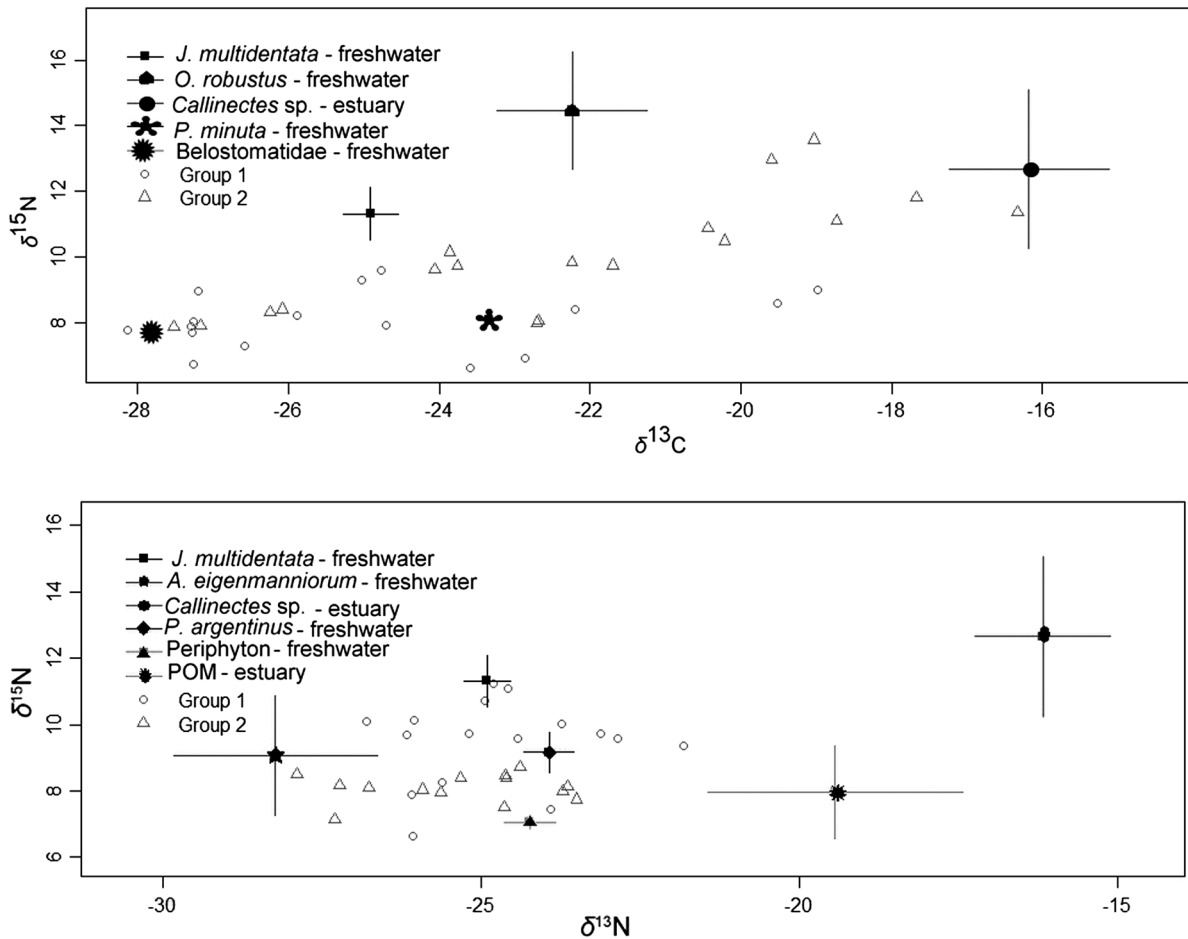 J. multidentata - freshwater
O. robustus - freshwater
Callinectes sp. - estuary
P. minuta - freshwater
Belostomatidae - freshwater
Group 1
Group 2
16
14
12
10
8
δ15N
-28 -26 -24 -22 -20 -18 -16
δ13C
J. multidentata - freshwater
A. eigenmanniorum - freshwater
Callinectes sp. - estuary
P. argentinus - freshwater
Periphyton - freshwater
POM - estuary
Group 1
Group 2
16
14
12
10
8
6
δ15N
-30 -25 -20 -15
δ13N